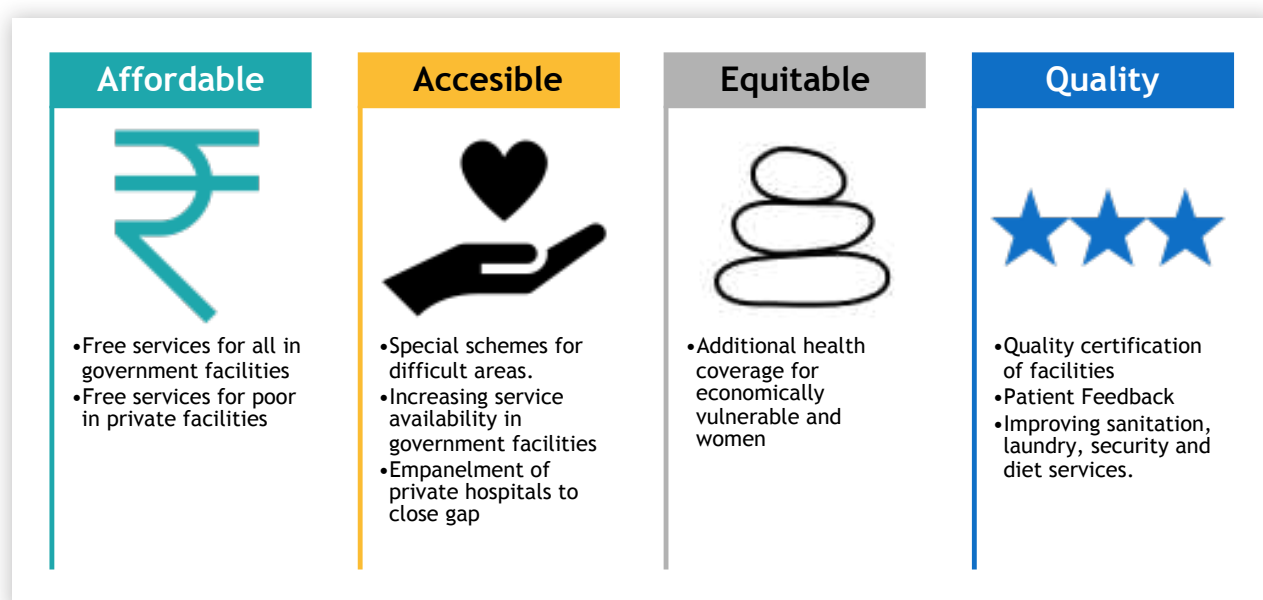 Affordable
•Free services for all in
government facilities
•Free services for poor
in private facilities
Accesible
•Special schemes for
difficult areas.
•Increasing service
availability in
government facilities
•Empanelment of
private hospitals to
close gap
Equitable
•Additional health
coverage for
economically
vulnerable and
women
Quality
•Quality certification
of facilities
•Patient Feedback
•Improving sanitation,
laundry, security and
diet services.